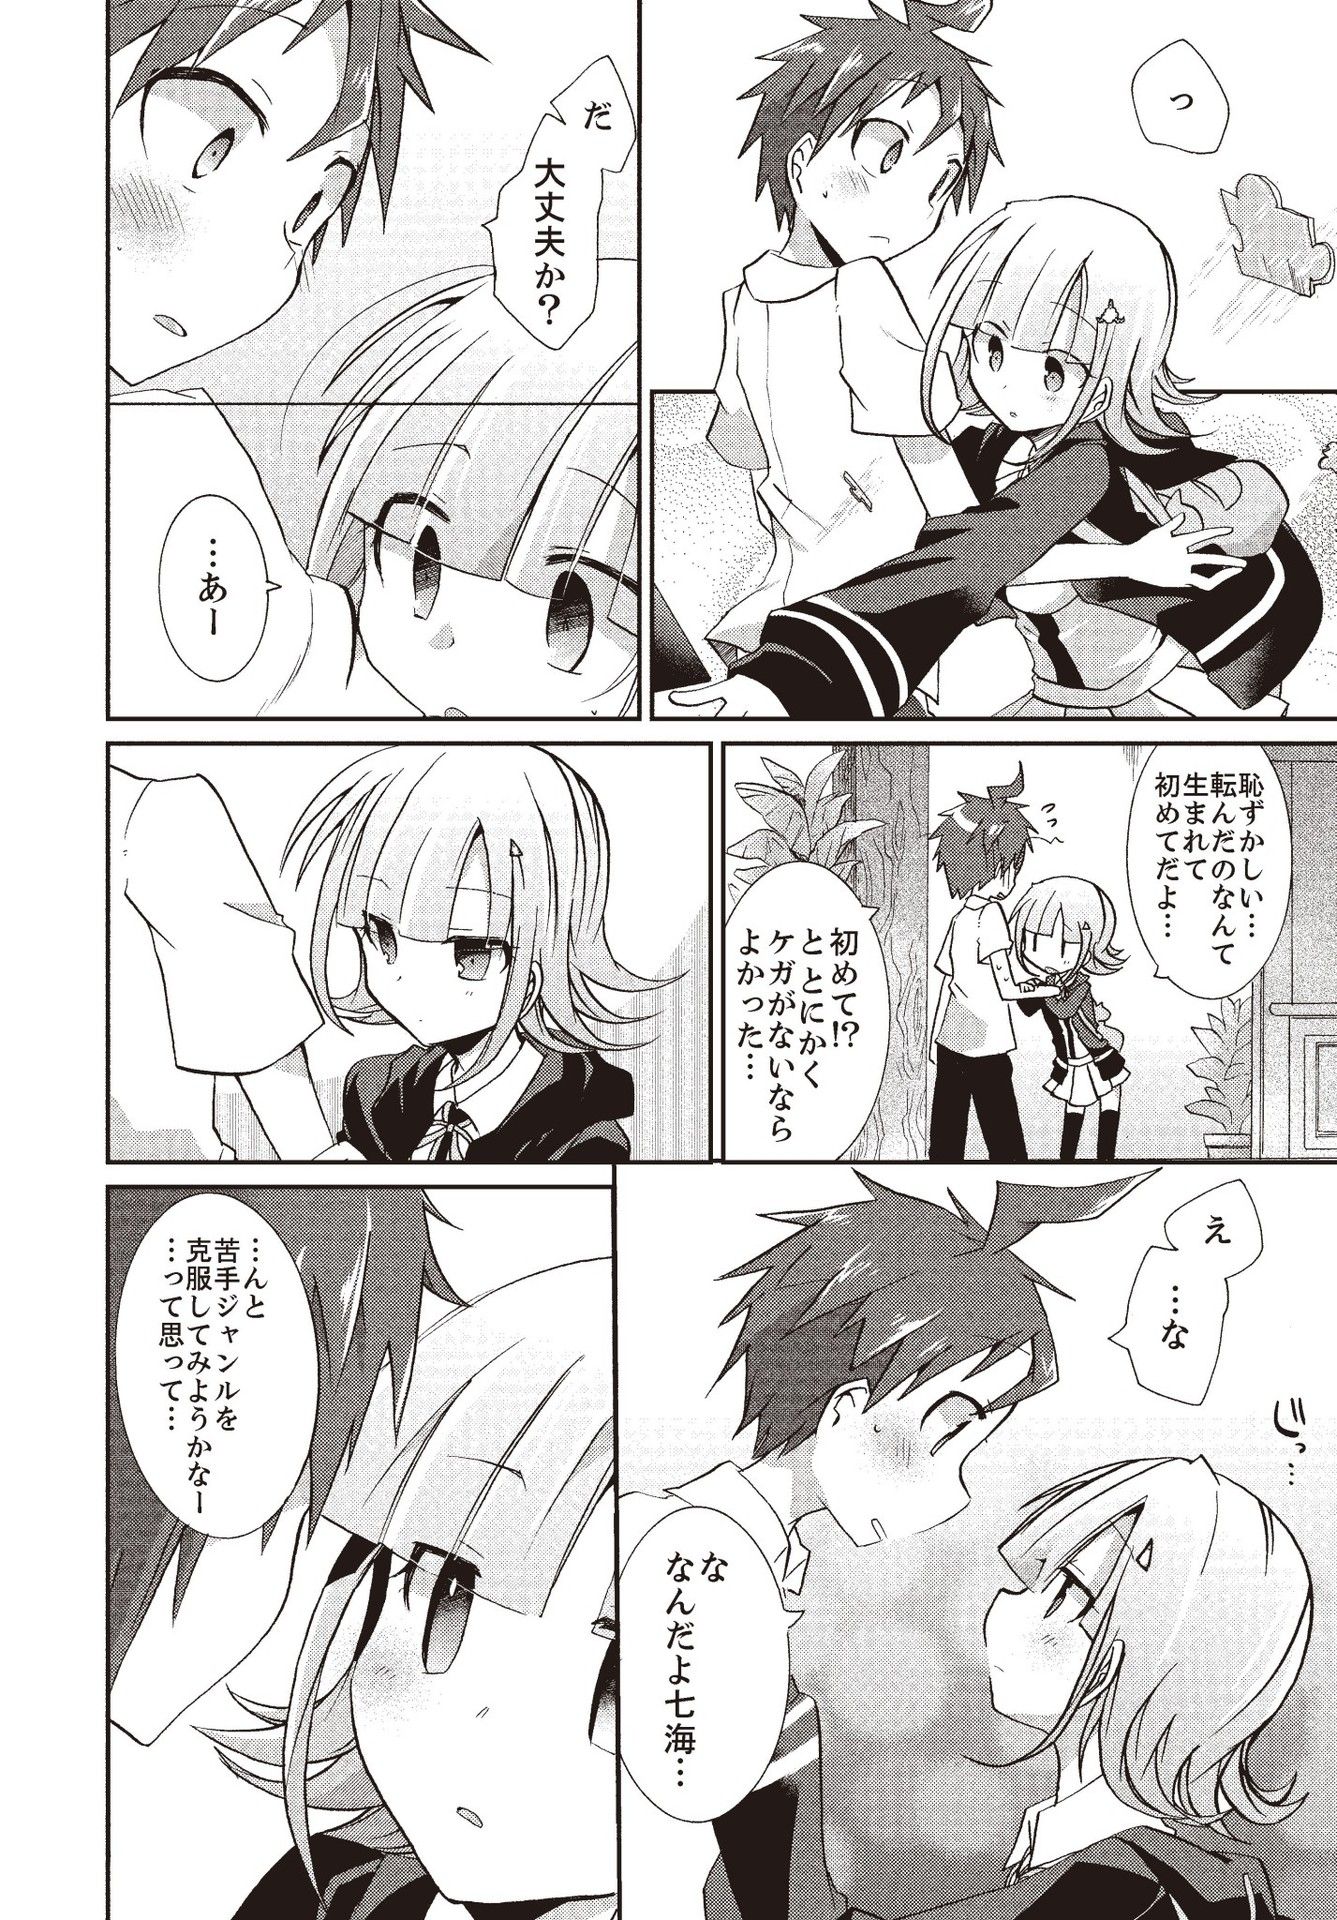 っ
だ
大丈夫か？
…あー
恥ずかしい…
転んだのなんて
生まれて
初めてだよ…
初めて!?
ととにかく
ケガがないなら
よかった…
え
…な
じっ…
な
なんだよ七海…
…んと
苦手ジャンルを
克服してみようかなー
…って思って…